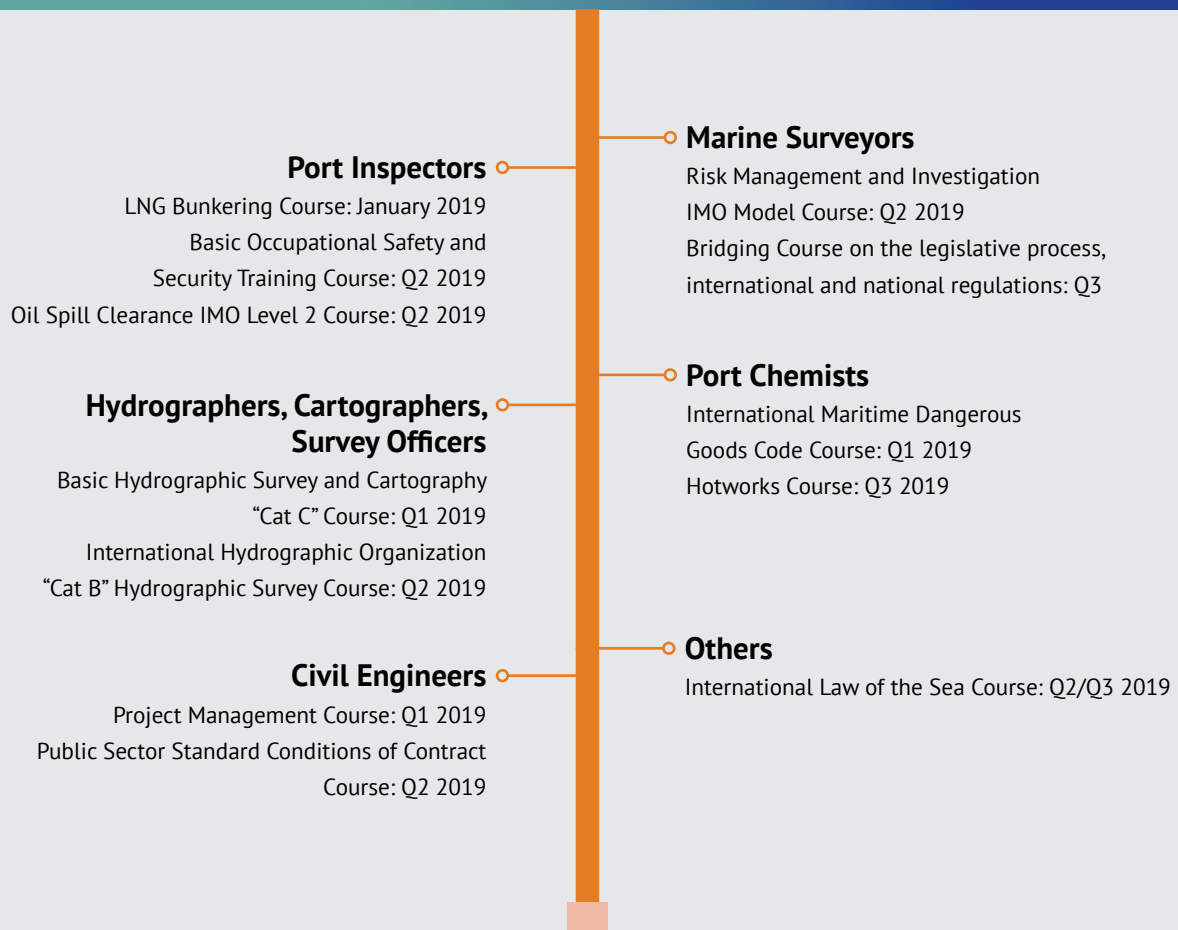 Port Inspectors
LNG Bunkering Course: January 2019
Basic Occupational Safety and
Security Training Course: Q2 2019
Oil Spill Clearance IMO Level 2 Course: Q2 2019
Hydrographers, Cartographers,
Survey Officers
Basic Hydrographic Survey and Cartography
“Cat C” Course: Q1 2019
International Hydrographic Organization
“Cat B” Hydrographic Survey Course: Q2 2019
Civil Engineers
Project Management Course: Q1 2019
Public Sector Standard Conditions of Contract
Course: Q2 2019
Marine Surveyors
Risk Management and Investigation
IMO Model Course: Q2 2019
Bridging Course on the legislative process,
international and national regulations: Q3
Port Chemists
International Maritime Dangerous
Goods Code Course: Q1 2019
Hotworks Course: Q3 2019
Others
International Law of the Sea Course: Q2/Q3 2019